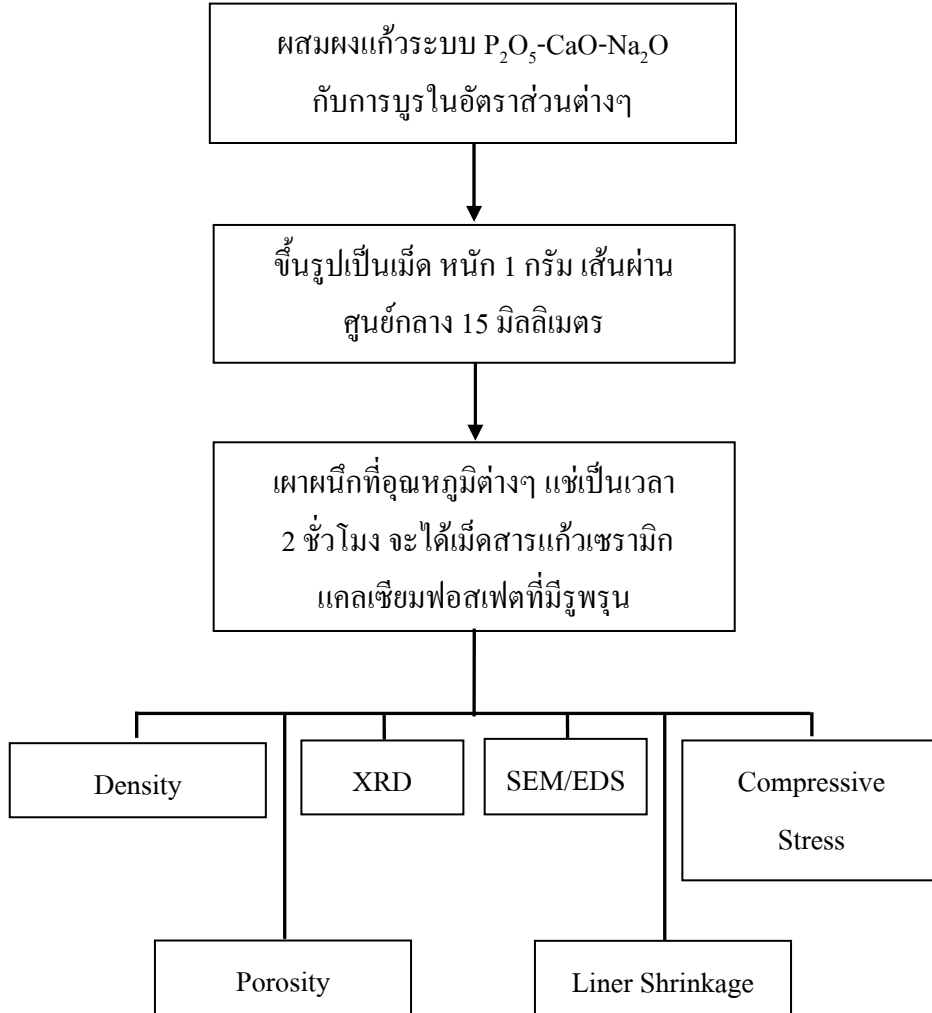 ผสมผงแก้วระบบ P₂O₅-CaO-Na₂O
กับการบูรในอัตราส่วนต่างๆ
ขึ้นรูปเป็นเม็ด หนัก 1 กรัม เส้นผ่าน
ศูนย์กลาง 15 มิลลิเมตร
เผาผนึกที่อุณหภูมิต่างๆ แช่เป็นเวลา
2 ชั่วโมง จะได้เม็ดสารแก้วเซรามิก
แคลเซียมฟอสเฟตที่มีรูพรุน
Density
XRD
SEM/EDS
Compressive
Stress
Porosity
Liner Shrinkage